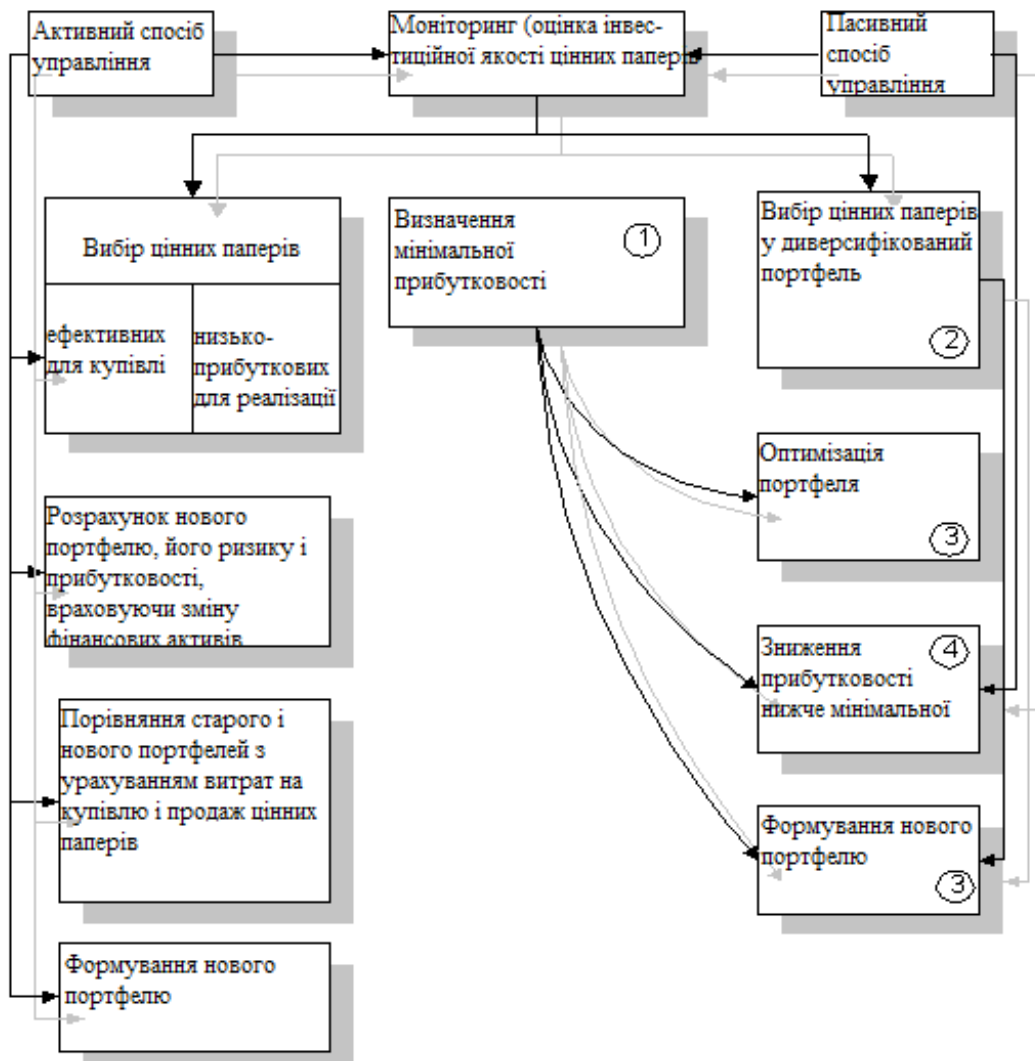 Активний спосіб
управління
Моніторинг (оцінка інвес-
тиційної якості цінних паперів
Пасивний
спосіб
управління
Вибір цінних паперів
ефективних
для купівлі
низько-
прибуткових
для реалізації
Визначення
мінімальної
прибутковості
1
Вибір цінних паперів
у диверсифікований
портфель
2
Оптимізація
портфеля
3
Розрахунок нового
портфелю, його ризику і
прибутковості,
враховуючи зміну
фінансових активів
Зниження
прибутковості
нижче мінімальної
4
Порівняння старого і
нового портфелей з
урахуванням витрат на
купівлю і продаж цінних
паперів
Формування нового
портфелю
3
Формування нового
портфелю